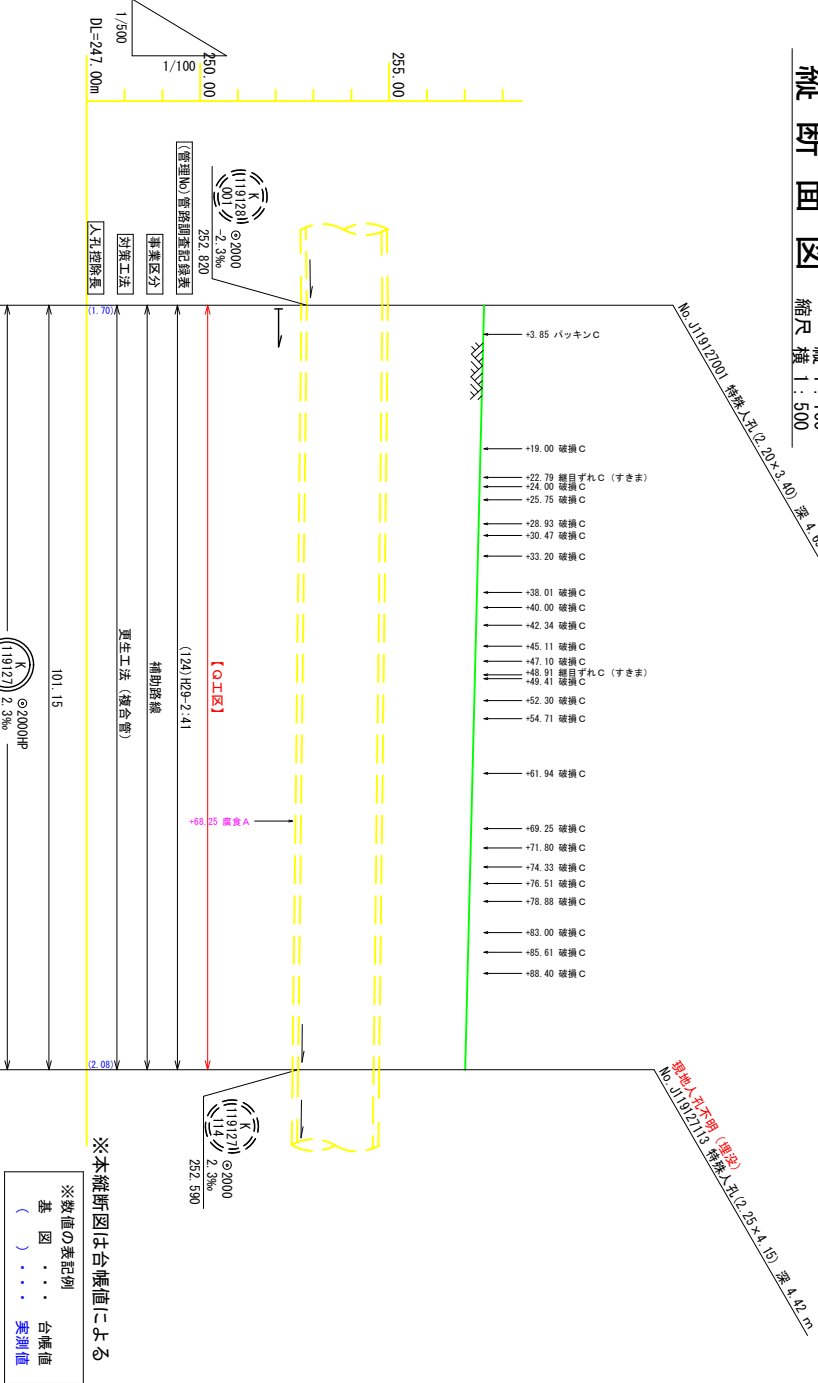 縦断面図
縮尺
横 1：500
No.J119127001 特殊人孔(2.20×3.40) 深
現地人孔不明（埋没）
No.J119127113 特殊人孔(2.25×4.15) 深 4.42 m
255.00
250.00
DL=247.00m
1/500
1/100
+3.85 パッキンC
+19.00 破損C
+22.79 継目ずれC（すきま）
+24.00 破損C
+25.75 破損C
+28.93 破損C
+30.47 破損C
+33.20 破損C
+38.01 破損C
+40.00 破損C
+42.34 破損C
+45.11 破損C
+47.10 破損C
+48.91 継目ずれC（すきま）
+49.41 破損C
+52.30 破損C
+54.71 破損C
+61.94 破損C
+69.25 破損C
+71.80 破損C
+74.33 破損C
+76.51 破損C
+78.88 破損C
+83.00 破損C
+85.61 破損C
+88.40 破損C
+68.25 腐食A
K
119128
001
◎2000
-2.3‰
252.820
K
119127
114
◎2000
2.3‰
252.590
【Q工区】
(管理No)管路調査記録表
(124)H29-2:41
事業区分
補助路線
対策工法
更生工法（複合管）
人孔控除長
(1.70)
(2.08)
101.15
K
119127
◎2000HP
2.3‰
※本縦断図は台帳値による
※数値の表記例
基 図 ・・・ 台帳値
（ ）・・・ 実測値